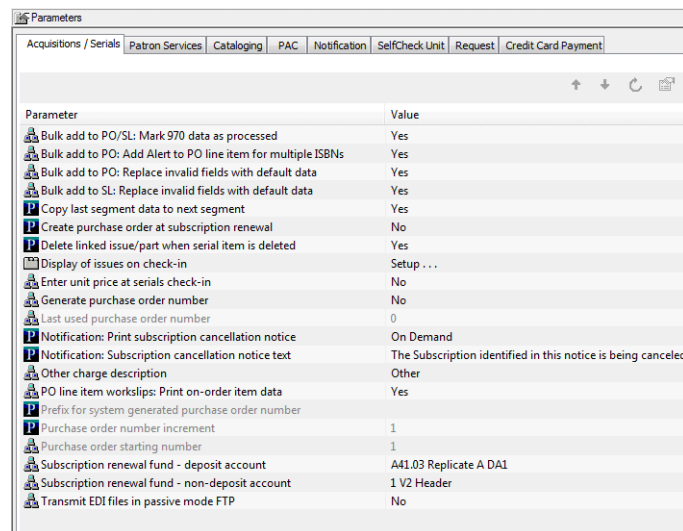 Parameters
Acquisitions / Serials Patron Services Cataloging PAC Notification SelfCheck Unit Request Credit Card Payment
Parameter Value
Bulk add to PO/SL: Mark 970 data as processed Yes
Bulk add to PO: Add Alert to PO line item for multiple ISBNs Yes
Bulk add to PO: Replace invalid fields with default data Yes
Bulk add to SL: Replace invalid fields with default data Yes
P Copy last segment data to next segment Yes
P Create purchase order at subscription renewal No
P Delete linked issue/part when serial item is deleted Yes
Display of issues on check-in Setup . . .
Enter unit price at serials check-in No
Generate purchase order number No
Last used purchase order number 0
P Notification: Print subscription cancellation notice On Demand
P Notification: Subscription cancellation notice text The Subscription identified in this notice is being canceled
Other charge description Other
PO line item workslips: Print on-order item data Yes
P Prefix for system generated purchase order number
P Purchase order number increment 1
Purchase order starting number 1
Subscription renewal fund - deposit account A41.03 Replicate A DA1
Subscription renewal fund - non-deposit account 1 V2 Header
Transmit EDI files in passive mode FTP No